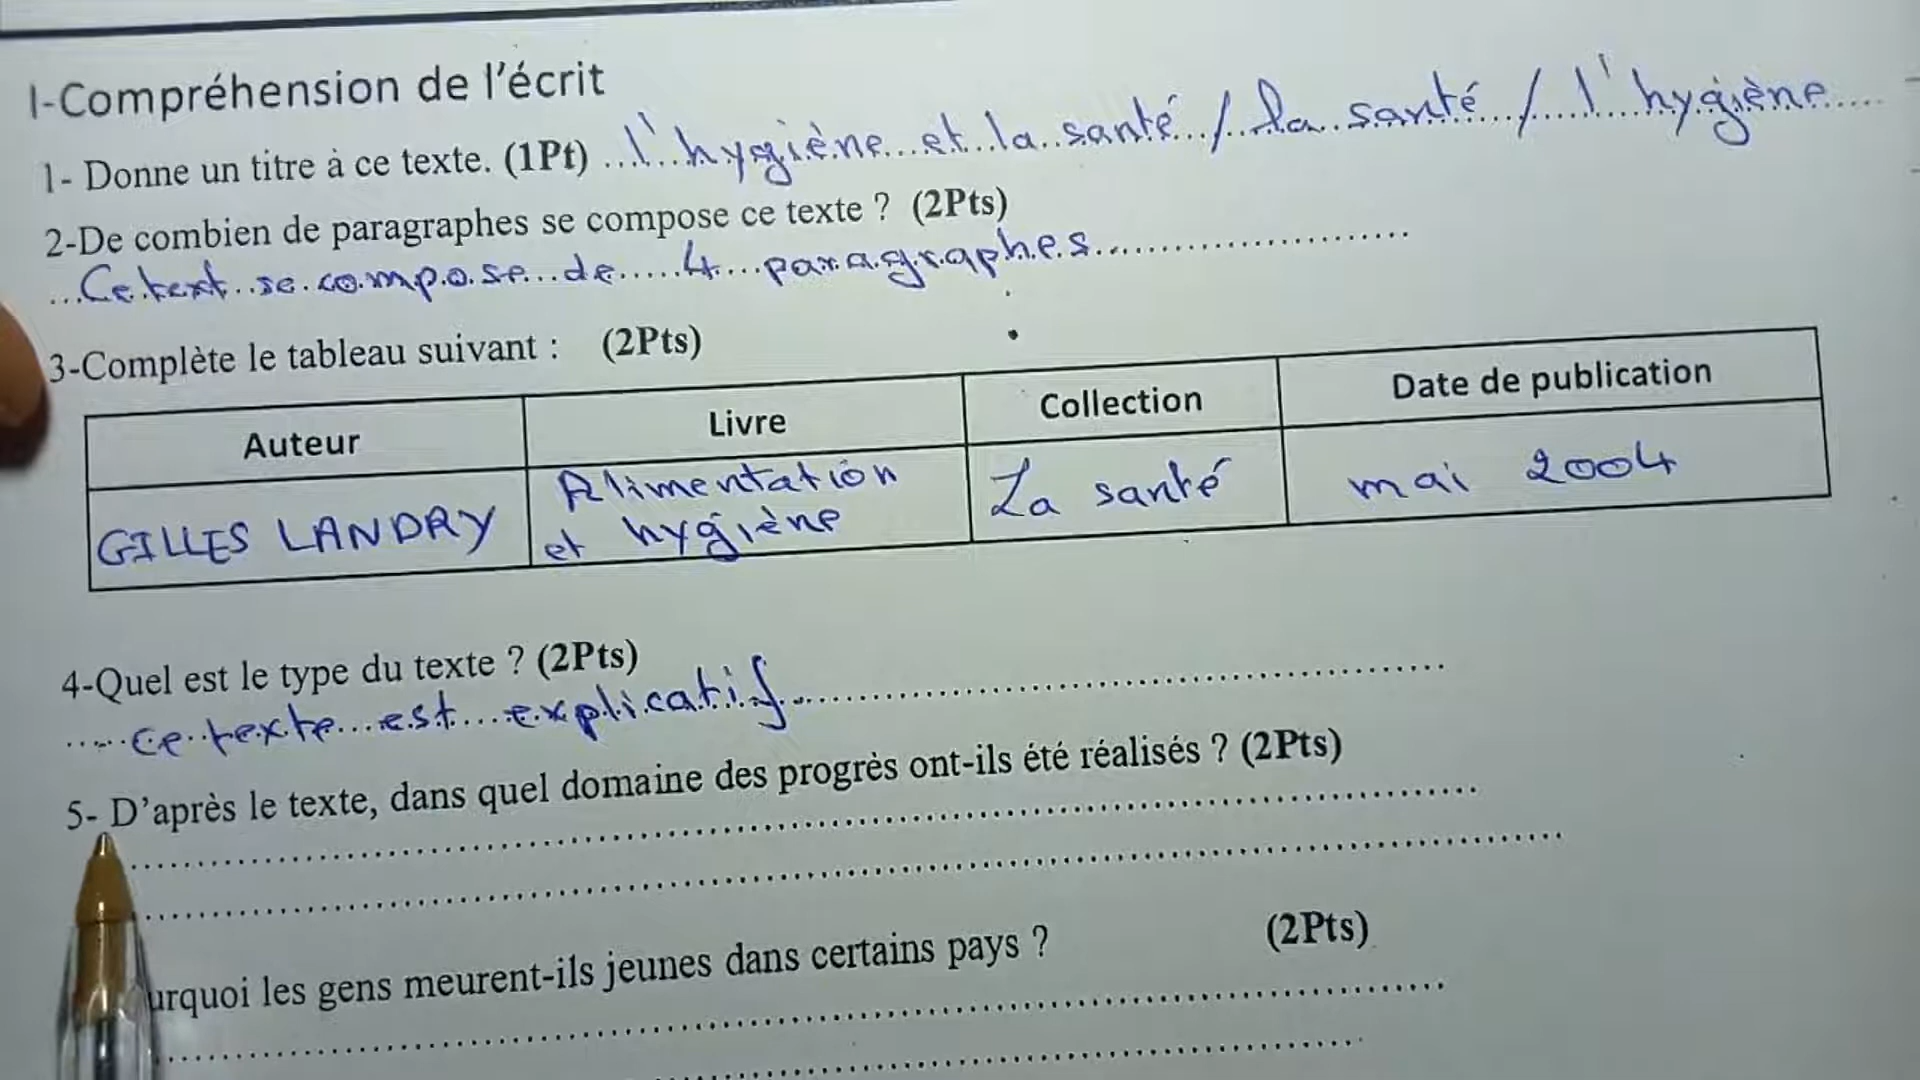 I-Compréhension de l'écrit
1- Donne un titre à ce texte. (1Pt) ...l'hygiène et la santé / la santé / l'hygiène....
2-De combien de paragraphes se compose ce texte ? (2Pts)
...Ce text se compose de 4 paragraphes...
3-Complète le tableau suivant : (2Pts)
Auteur Livre Collection Date de publication
GILLES LANDRY Alimentation et hygiène La santé mai 2004
4-Quel est le type du texte ? (2Pts)
.....ce texte est explicatif...
5- D'après le texte, dans quel domaine des progrès ont-ils été réalisés ? (2Pts)
urquoi les gens meurent-ils jeunes dans certains pays ? (2Pts)